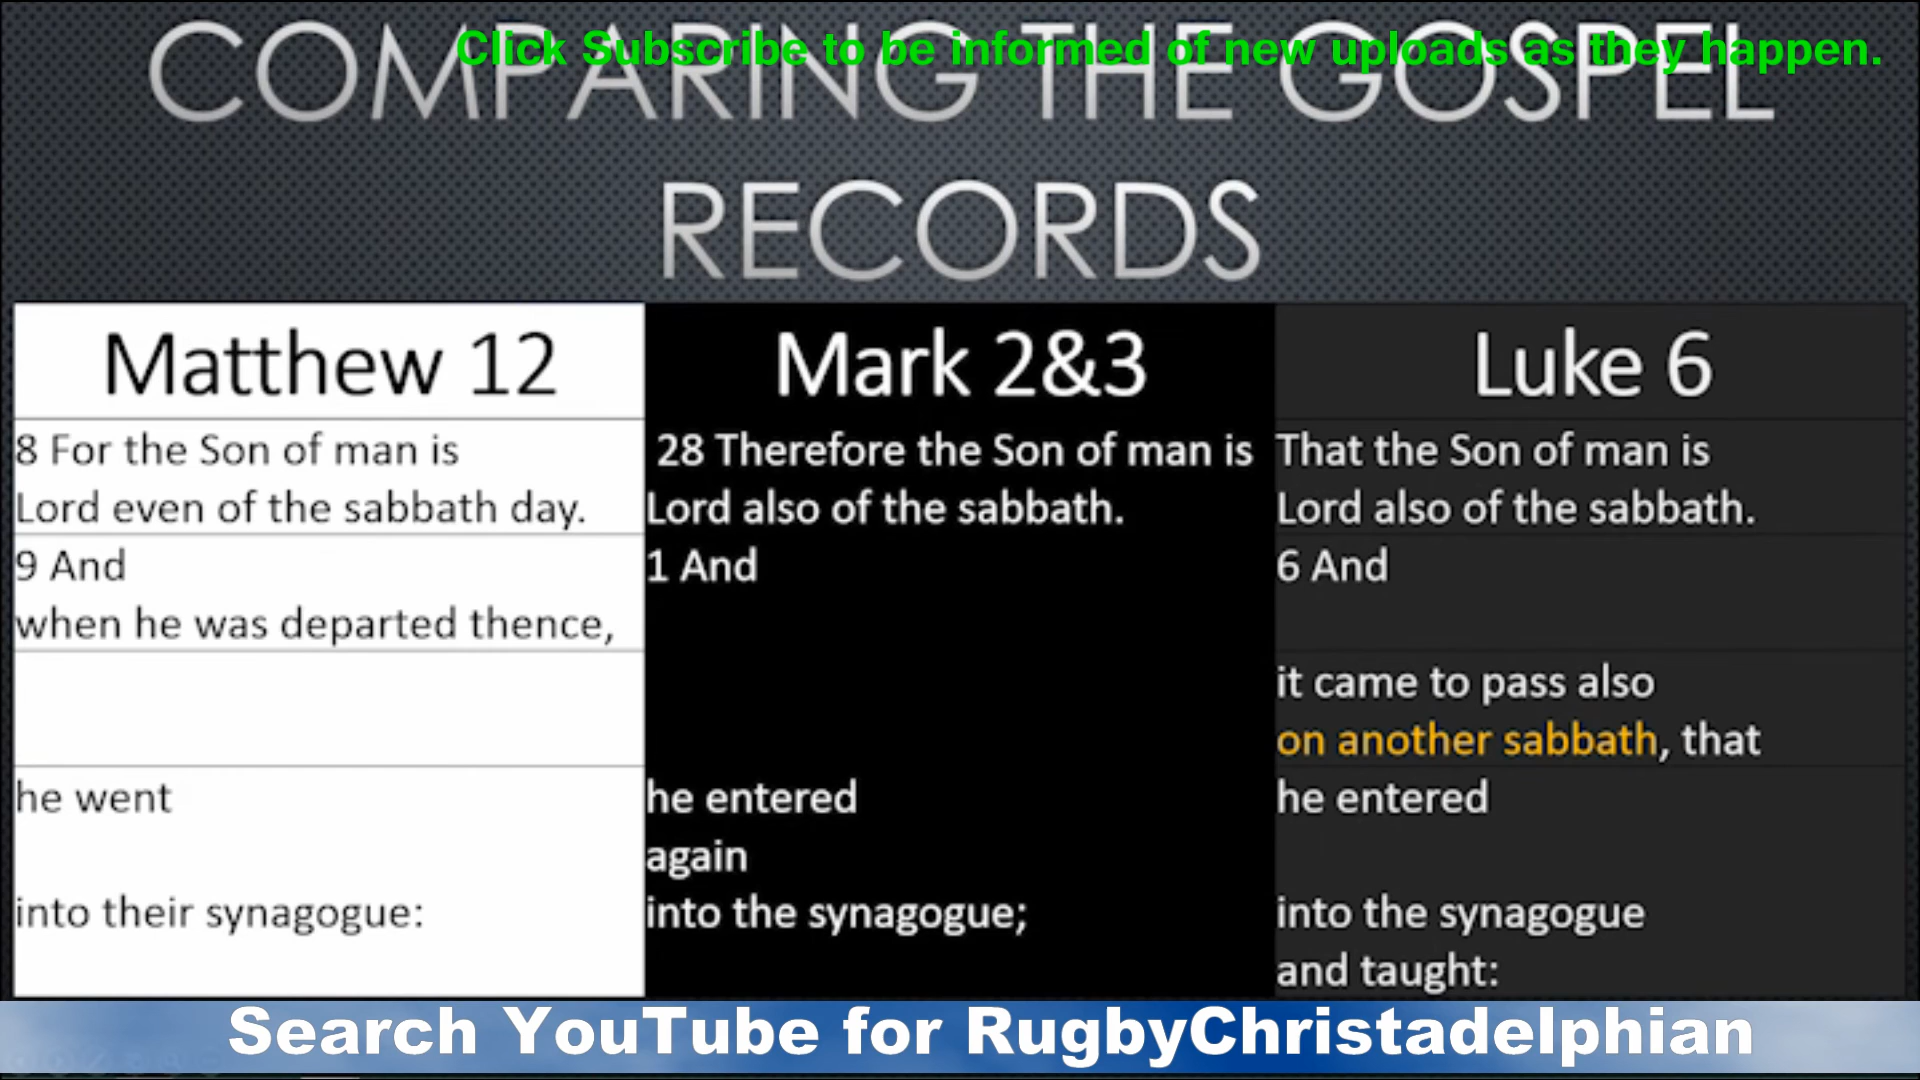 Click Subscribe to be informed of new uploads as they happen.
COMPARING THE GOSPEL
RECORDS
Matthew 12
8 For the Son of man is
Lord even of the sabbath day.
9 And
when he was departed thence,
he went
into their synagogue:
Mark 2&3
28 Therefore the Son of man is
Lord also of the sabbath.
1 And
he entered
again
into the synagogue;
Luke 6
That the Son of man is
Lord also of the sabbath.
6 And
it came to pass also
on another sabbath, that
he entered
into the synagogue
and taught:
Search YouTube for RugbyChristadelphian